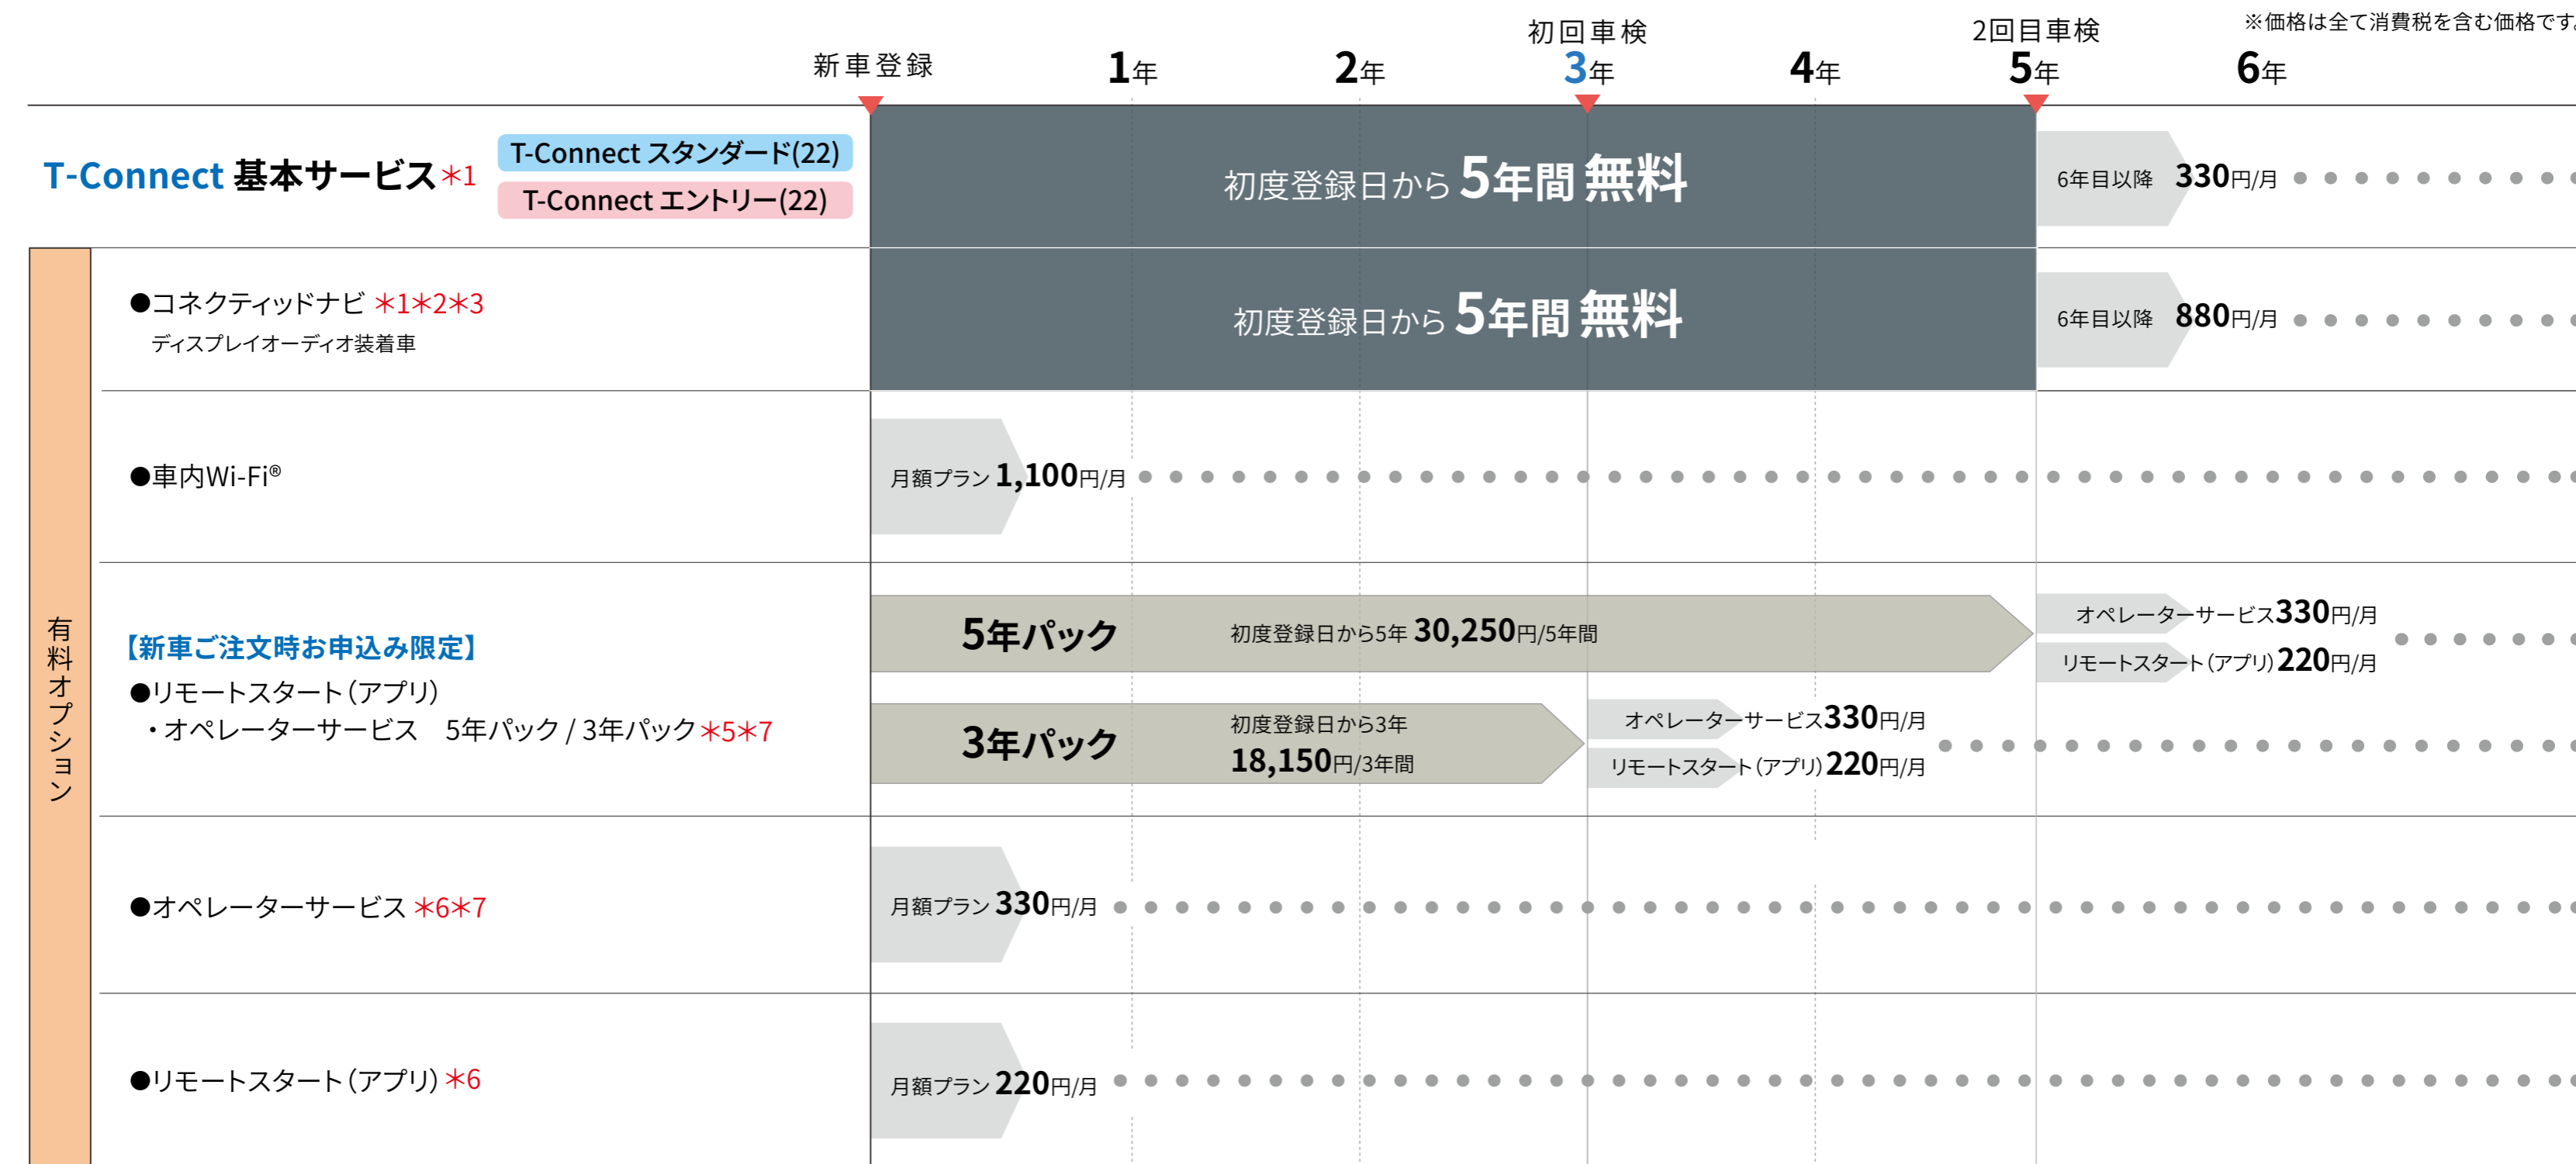 ※価格は全て消費税を含む価格です。
新車登録
1年
2年
初回車検
3年
4年
2回目車検
5年
6年
T-Connect 基本サービス＊1
T-Connect スタンダード(22)
T-Connect エントリー(22)
初度登録日から 5年間 無料
6年目以降 330円/月
有料オプション
●コネクティッドナビ ＊1＊2＊3
ディスプレイオーディオ装着車
初度登録日から 5年間 無料
6年目以降 880円/月
●車内Wi-Fi®
月額プラン 1,100円/月
【新車ご注文時お申込み限定】
●リモートスタート（アプリ）
・オペレーターサービス 5年パック / 3年パック＊5＊7
5年パック 初度登録日から5年 30,250円/5年間
オペレーターサービス330円/月
リモートスタート（アプリ）220円/月
3年パック
初度登録日から3年
18,150円/3年間
オペレーターサービス330円/月
リモートスタート（アプリ）220円/月
●オペレーターサービス ＊6＊7
月額プラン 330円/月
●リモートスタート（アプリ）＊6
月額プラン 220円/月